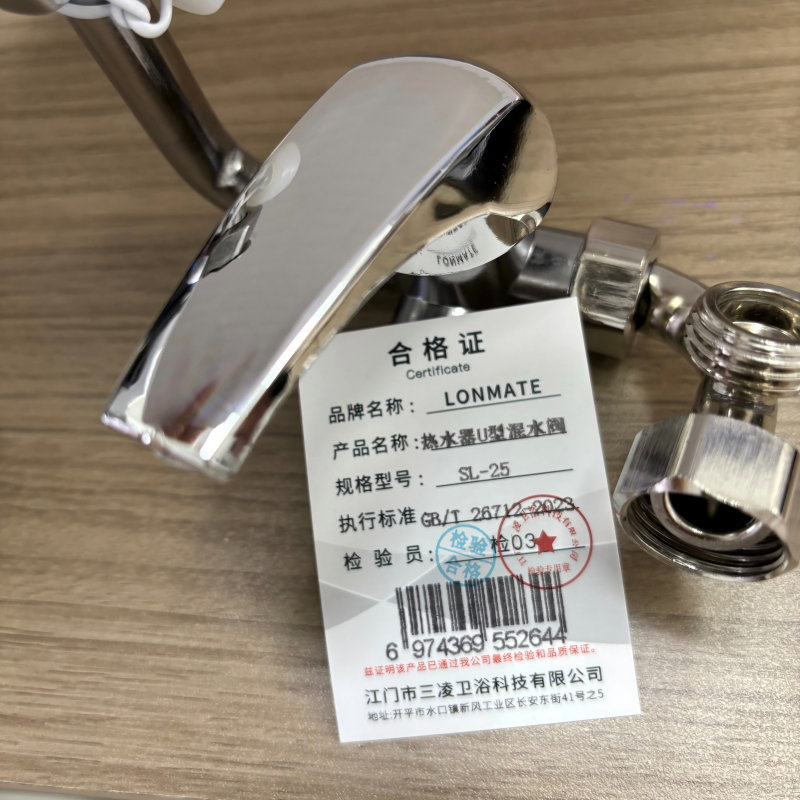 合格证
Certificate
品牌名称： LONMATE
产品名称：热水器U型混水阀
规格型号： SL-25
执行标准 GB/T 26712-2023
检 验 员： 检03
检验
合格
检验专用章
6 974369 552644
兹证明该产品已通过我公司最终检验和品质保证。
江门市三凌卫浴科技有限公司
地址:开平市水口镇新风工业区长安东街41号之5